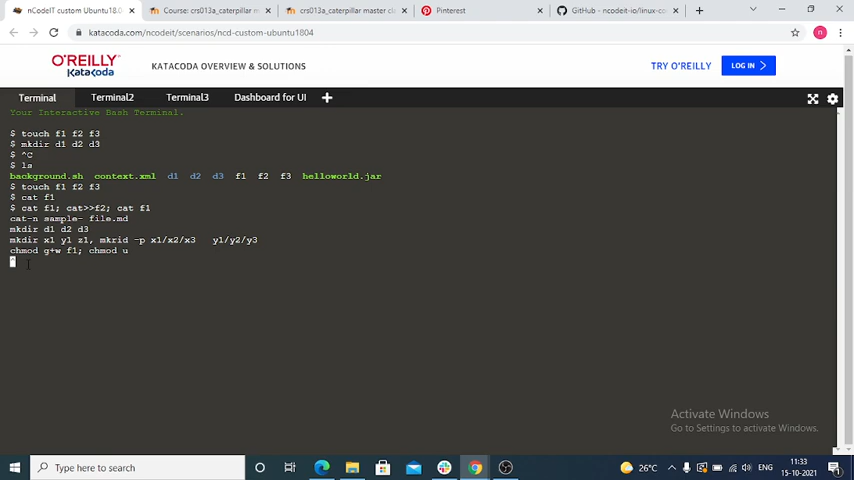 nCodeIT custom Ubuntu18.0
Course: crs013a_caterpillar m
crs013a_caterpillar master cl
Pinterest
GitHub - ncodeit-io/linux-co
katacoda.com/ncodeit/scenarios/ncd-custom-ubuntu1804
n
O'REILLY
Katacoda
KATACODA OVERVIEW & SOLUTIONS
TRY O'REILLY
LOG IN
Terminal
Terminal2
Terminal3
Dashboard for UI
Your Interactive Bash Terminal.
$ touch f1 f2 f3
$ mkdir d1 d2 d3
$ ^C
$ ls
background.sh context.xml d1 d2 d3 f1 f2 f3 helloworld.jar
$ touch f1 f2 f3
$ cat f1
$ cat f1; cat>>f2; cat f1
cat-n sample- file.md
mkdir d1 d2 d3
mkdir x1 y1 z1, mkrid -p x1/x2/x3 y1/y2/y3
chmod g+w f1; chmod u
Activate Windows
Go to Settings to activate Windows.
Type here to search
26°C
ENG
11:33
15-10-2021
1